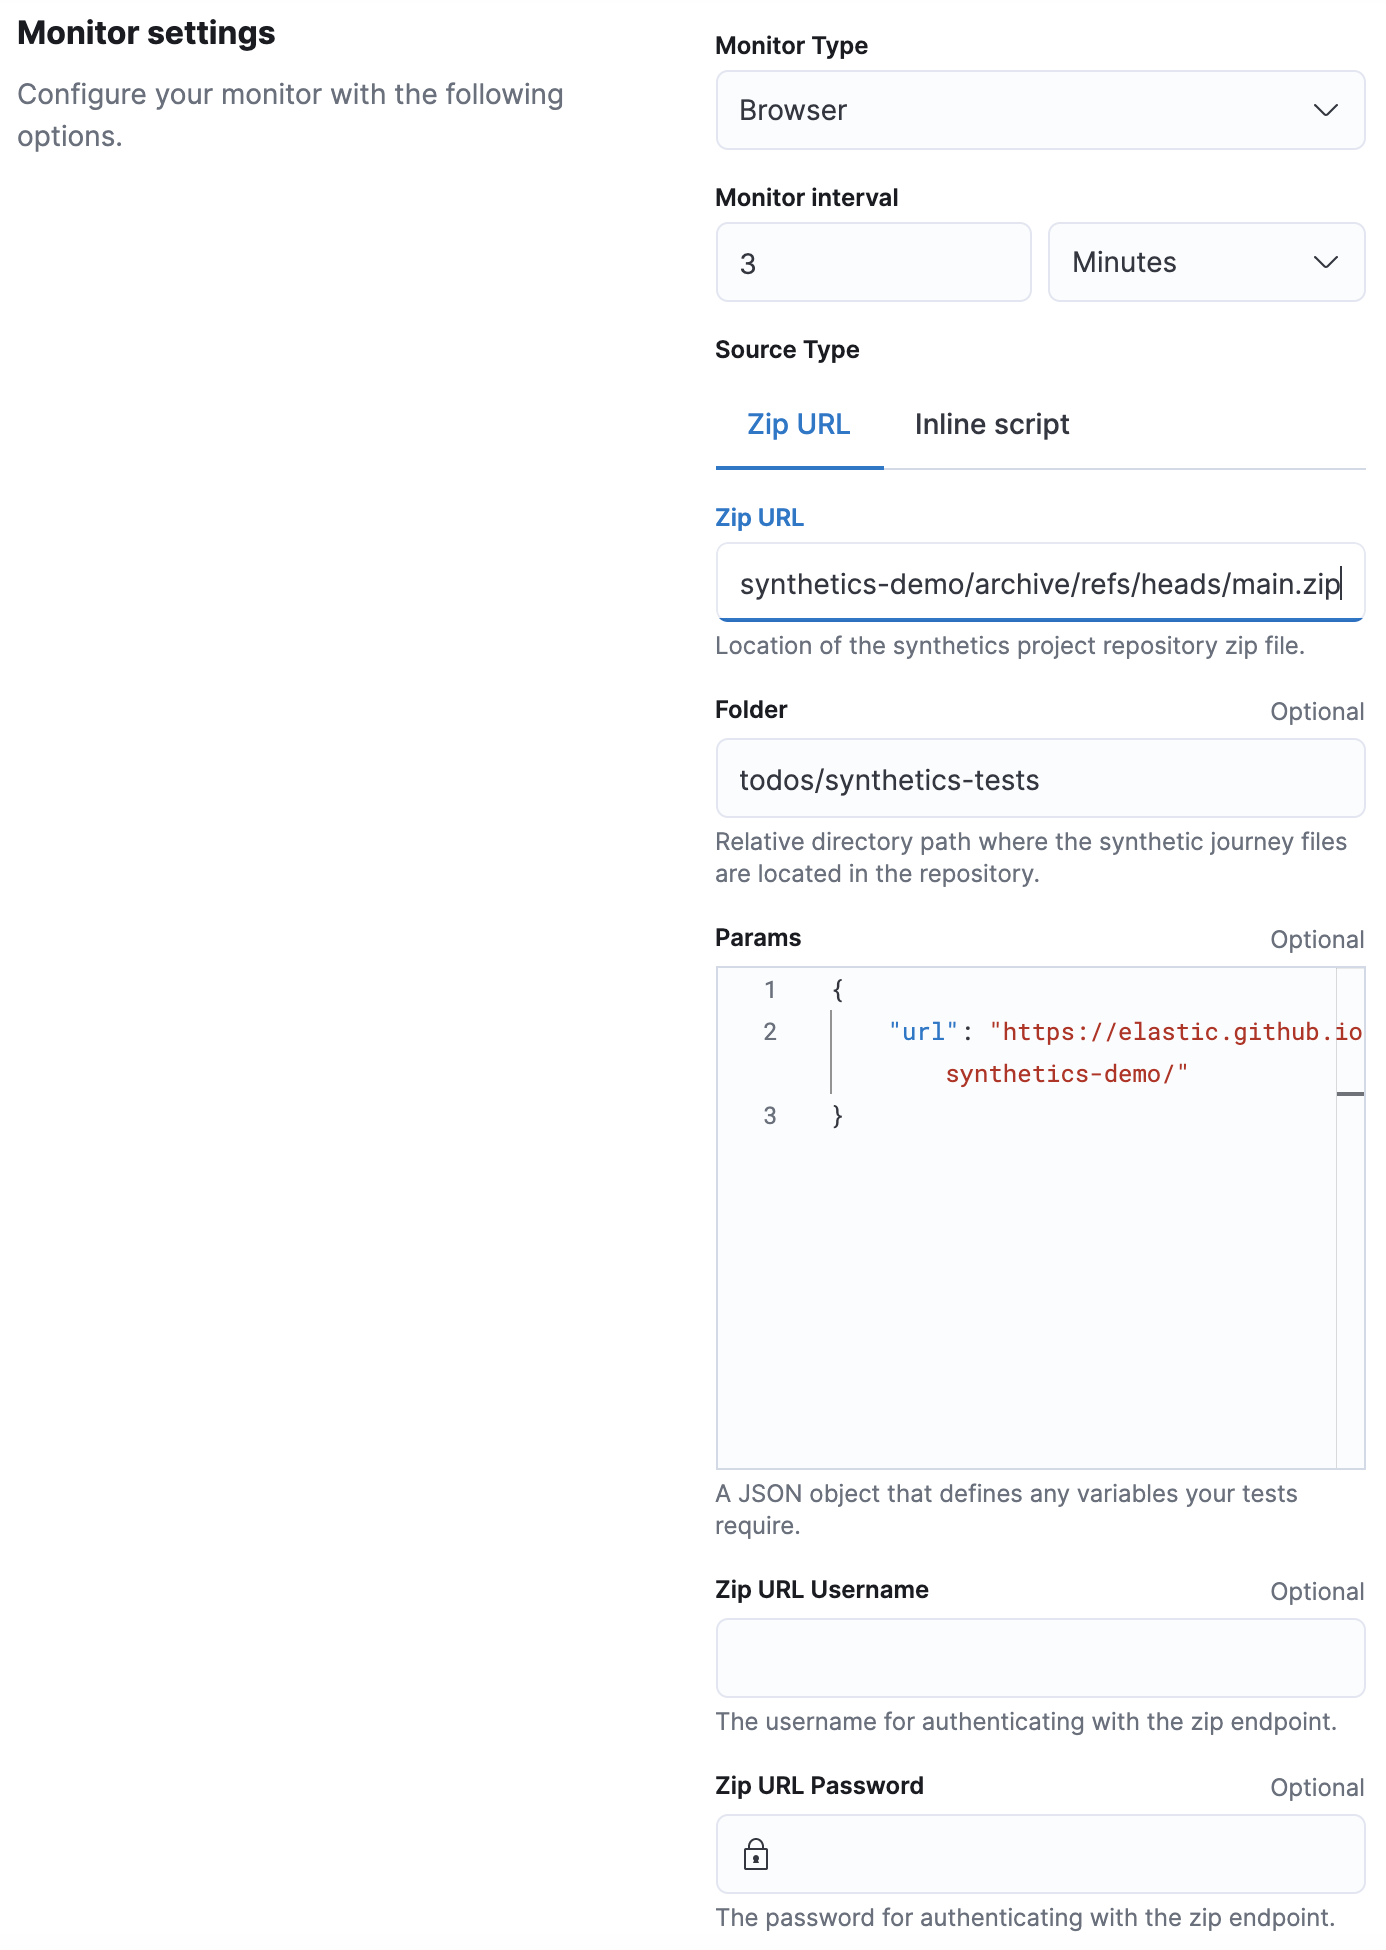 Monitor settings
Configure your monitor with the following
options.
Monitor Type
Browser
Monitor interval
3
Minutes
Source Type
Zip URL
Inline script
Zip URL
synthetics-demo/archive/refs/heads/main.zip
Location of the synthetics project repository zip file.
Folder
Optional
todos/synthetics-tests
Relative directory path where the synthetic journey files
are located in the repository.
Params
Optional
1 {
2 "url": "https://elastic.github.io
synthetics-demo/"
3 }
A JSON object that defines any variables your tests
require.
Zip URL Username
Optional
The username for authenticating with the zip endpoint.
Zip URL Password
Optional
The password for authenticating with the zip endpoint.